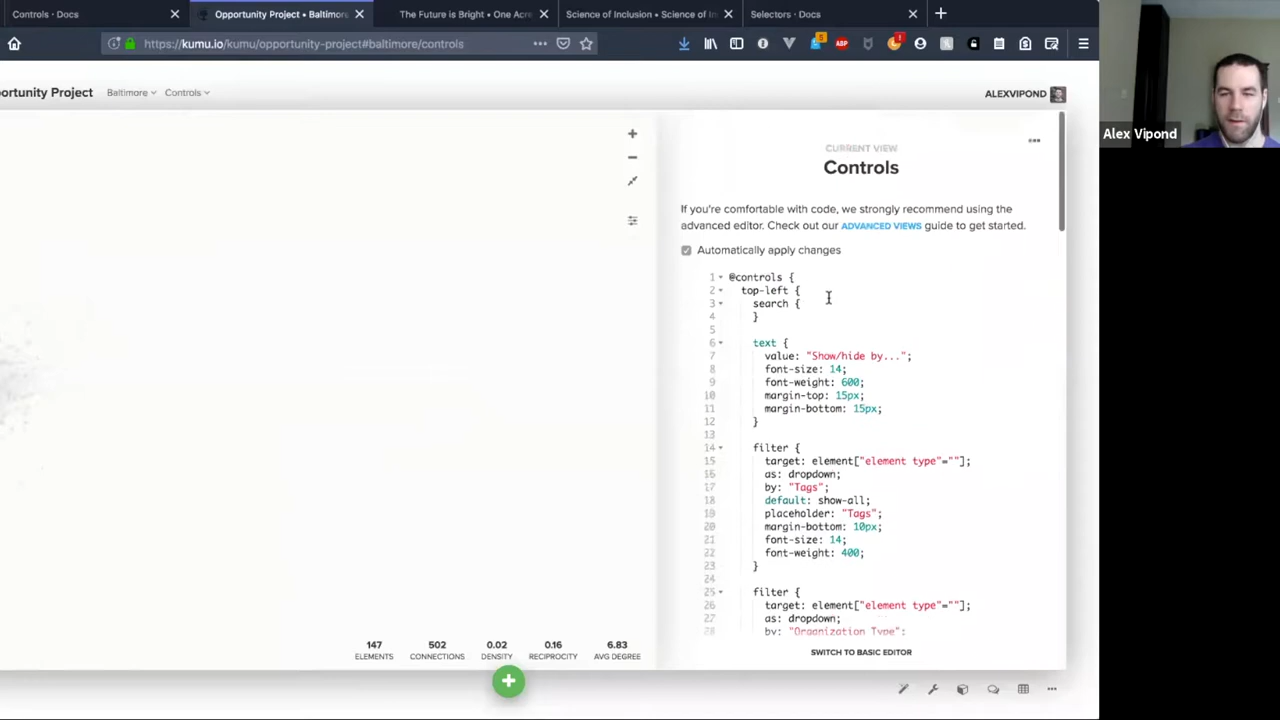 Controls • Docs
Opportunity Project • Baltimore
The Future is Bright • One Acre
Science of Inclusion • Science of In
Selectors • Docs
https://kumu.io/kumu/opportunity-project#baltimore/controls
5
ABP
ortunity Project
Baltimore
Controls
ALEXVIPOND
Alex Vipond
CURRENT VIEW
Controls
If you're comfortable with code, we strongly recommend using the
advanced editor. Check out our ADVANCED VIEWS guide to get started.
Automatically apply changes
1 @controls {
2 top-left {
3 search {
4 }
5
6 text {
7 value: "Show/hide by...";
8 font-size: 14;
9 font-weight: 600;
10 margin-top: 15px;
11 margin-bottom: 15px;
12 }
13
14 filter {
15 target: element["element type"=""];
16 as: dropdown;
17 by: "Tags";
18 default: show-all;
19 placeholder: "Tags";
20 margin-bottom: 10px;
21 font-size: 14;
22 font-weight: 400;
23 }
24
25 filter {
26 target: element["element type"=""];
27 as: dropdown;
28 by: "Organization Type";
SWITCH TO BASIC EDITOR
147 502 0.02 0.16 6.83
ELEMENTS CONNECTIONS DENSITY RECIPROCITY AVG DEGREE